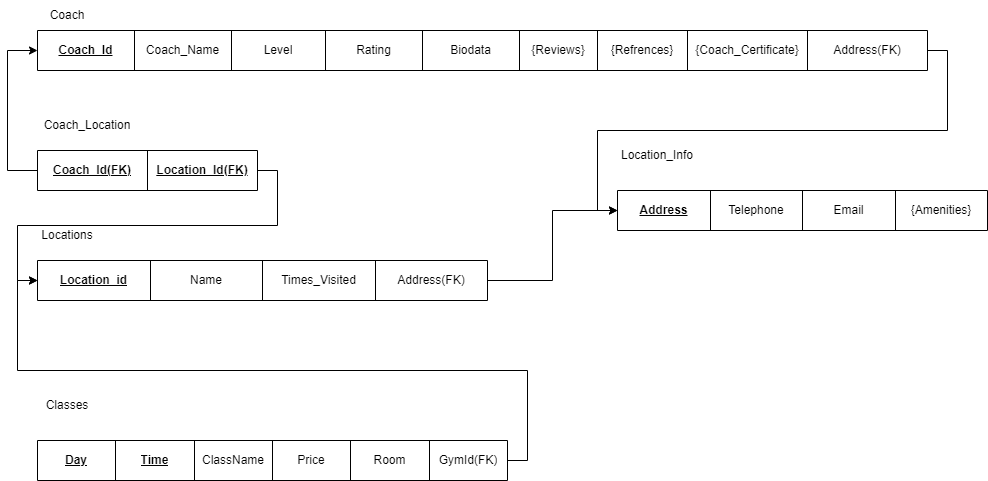 Coach
Coach_Id Coach_Name Level Rating Biodata {Reviews} {Refrences} {Coach_Certificate} Address(FK)
Coach_Location
Coach_Id(FK) Location_Id(FK)
Location_Info
Address Telephone Email {Amenities}
Locations
Location_id Name Times_Visited Address(FK)
Classes
Day Time ClassName Price Room GymId(FK)